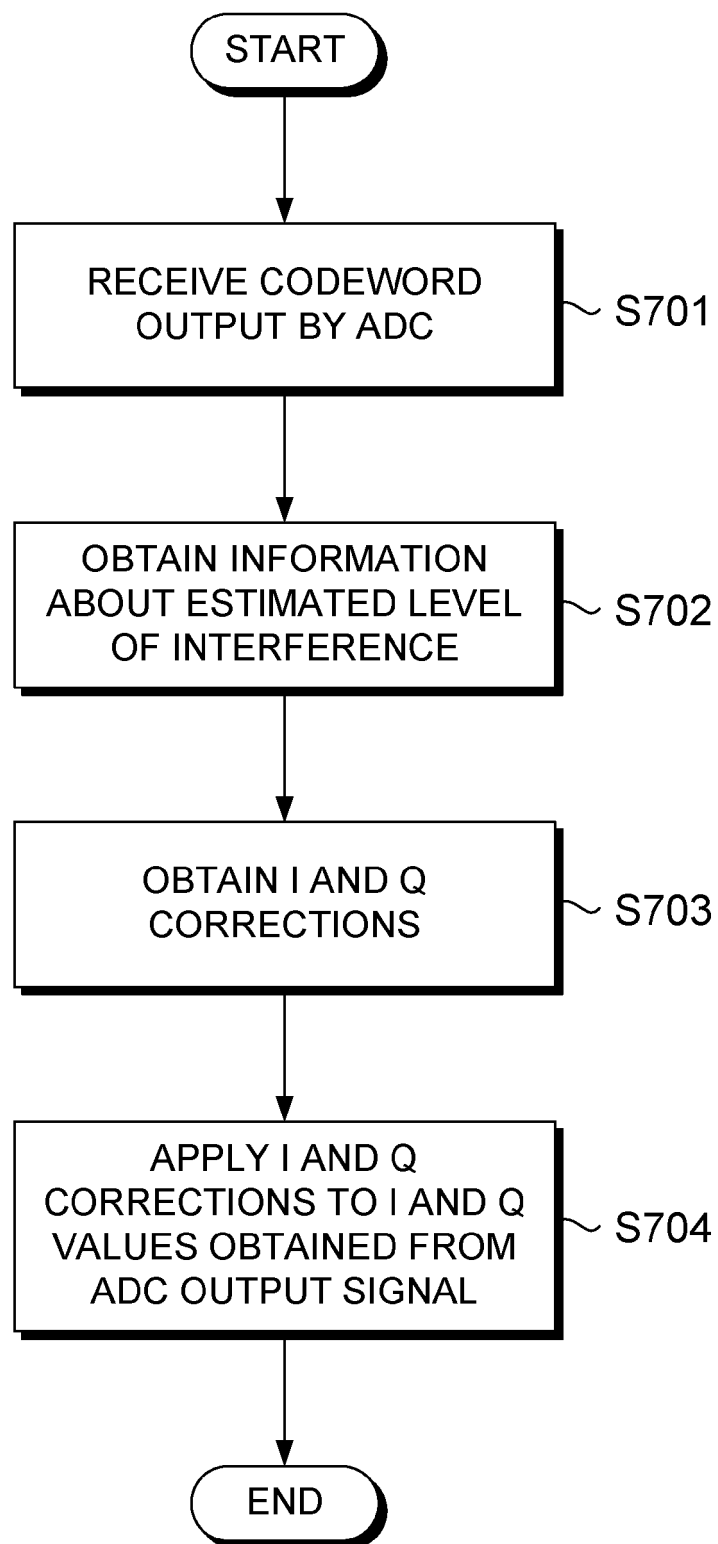 START
RECEIVE CODEWORD
OUTPUT BY ADC
S701
OBTAIN INFORMATION
ABOUT ESTIMATED LEVEL
OF INTERFERENCE
S702
OBTAIN I AND Q
CORRECTIONS
S703
APPLY I AND Q
CORRECTIONS TO I AND Q
VALUES OBTAINED FROM
ADC OUTPUT SIGNAL
S704
END